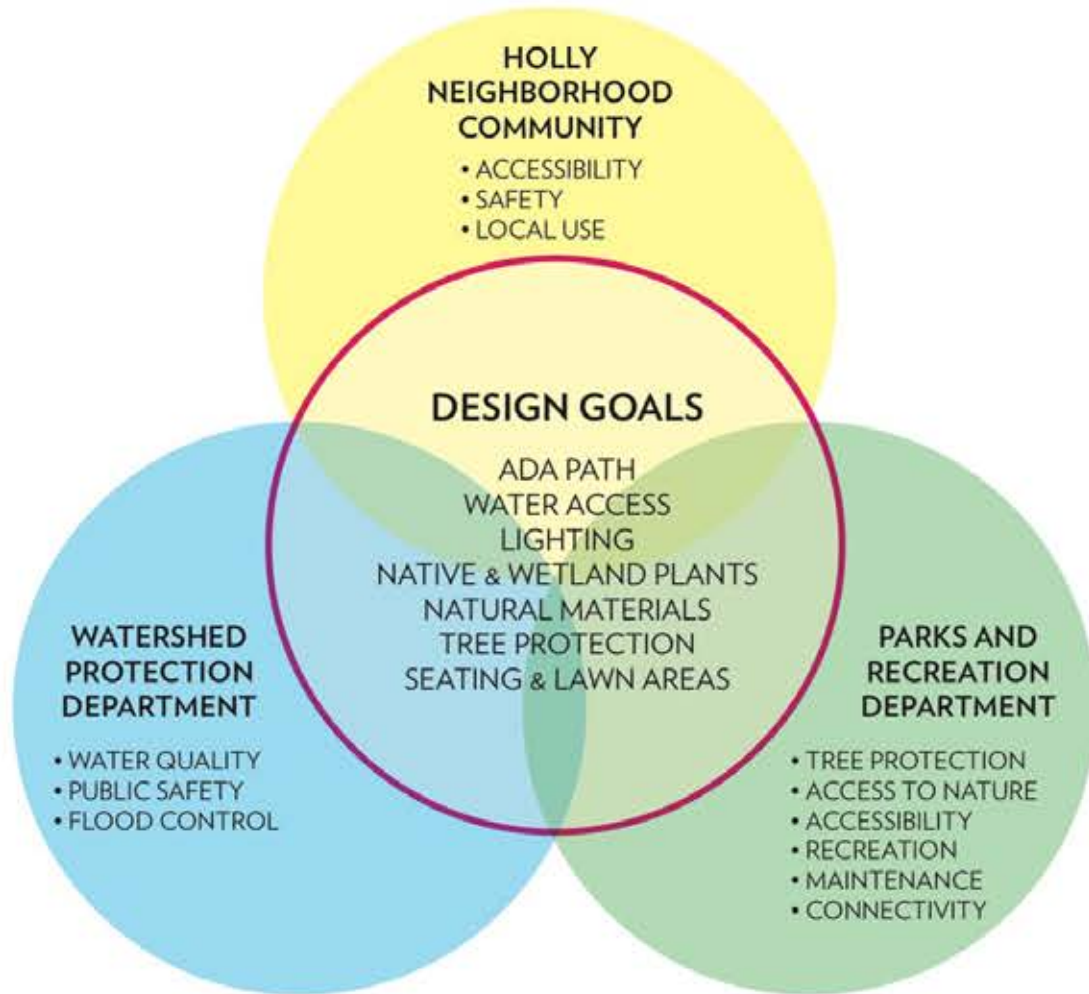 HOLLY
NEIGHBORHOOD
COMMUNITY
• ACCESSIBILITY
• SAFETY
• LOCAL USE
DESIGN GOALS
ADA PATH
WATER ACCESS
LIGHTING
NATIVE & WETLAND PLANTS
NATURAL MATERIALS
TREE PROTECTION
SEATING & LAWN AREAS
WATERSHED
PROTECTION
DEPARTMENT
• WATER QUALITY
• PUBLIC SAFETY
• FLOOD CONTROL
PARKS AND
RECREATION
DEPARTMENT
• TREE PROTECTION
• ACCESS TO NATURE
• ACCESSIBILITY
• RECREATION
• MAINTENANCE
• CONNECTIVITY